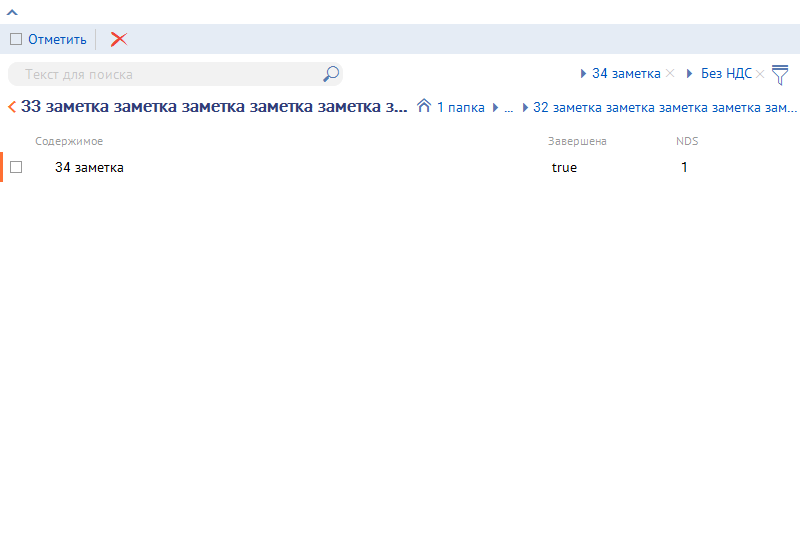 Отметить
Текст для поиска
34 заметка Без НДС
33 заметка заметка заметка заметка заметка з... 1 папка ... 32 заметка заметка заметка заметка зам...
Содержимое Завершена NDS
34 заметка true 1